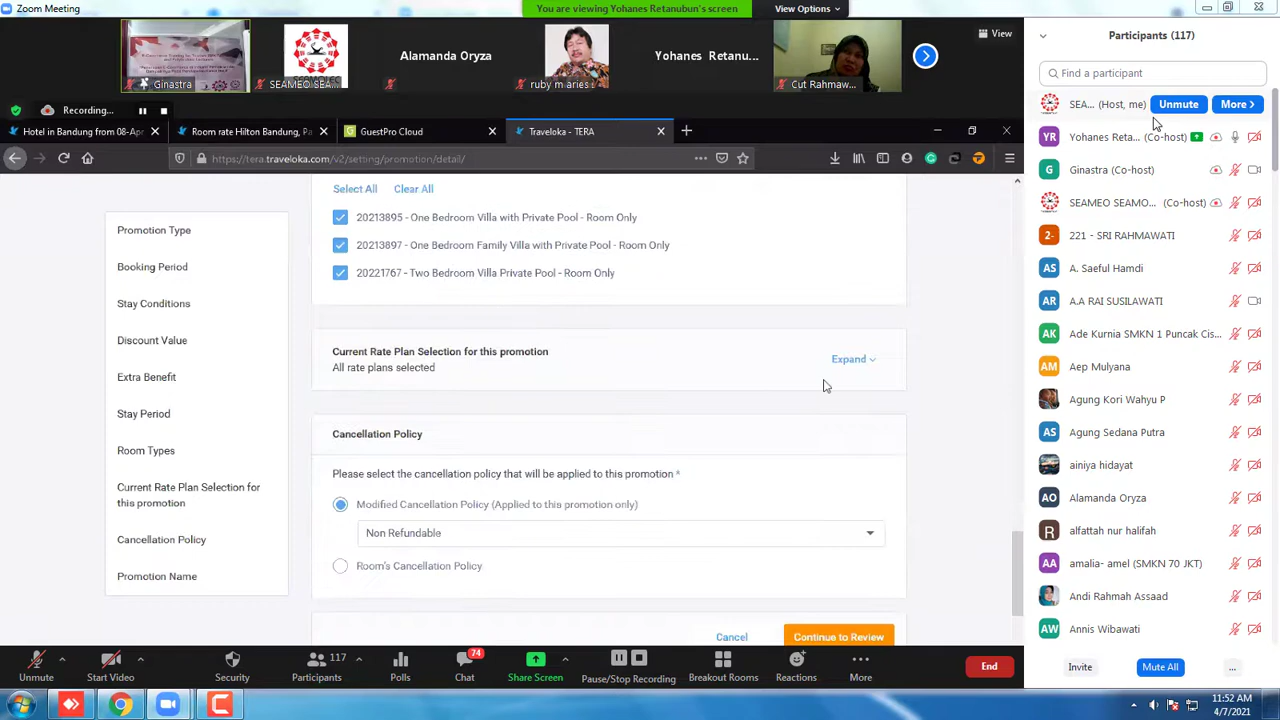 Zoom Meeting
You are viewing Yohanes Retanubun's screen
View Options
View
Ginastra
SEAMEO SEA...
Alamanda Oryza
ruby m aries
Yohanes Retanu...
Cut Rahmaw...
Recording...
Hotel in Bandung from 08-Apr
Room rate Hilton Bandung, Pa
GuestPro Cloud
Traveloka - TERA
https://tera.traveloka.com/v2/setting/promotion/detail/
Promotion Type
Booking Period
Stay Conditions
Discount Value
Extra Benefit
Stay Period
Room Types
Current Rate Plan Selection for
this promotion
Cancellation Policy
Promotion Name
Select All Clear All
20213895 - One Bedroom Villa with Private Pool - Room Only
20213897 - One Bedroom Family Villa with Private Pool - Room Only
20221767 - Two Bedroom Villa Private Pool - Room Only
Current Rate Plan Selection for this promotion
All rate plans selected
Expand
Cancellation Policy
Please select the cancellation policy that will be applied to this promotion *
Modified Cancellation Policy (Applied to this promotion only)
Non Refundable
Room's Cancellation Policy
Cancel
Continue to Review
Participants (117)
Find a participant
SEA... (Host, me) Unmute More >
YR Yohanes Reta... (Co-host)
G Ginastra (Co-host)
SEAMEO SEAMO... (Co-host)
2- 221 - SRI RAHMAWATI
AS A. Saeful Hamdi
AR A.A RAI SUSILAWATI
AK Ade Kurnia SMKN 1 Puncak Cis...
AM Aep Mulyana
Agung Kori Wahyu P
AS Agung Sedana Putra
ainiya hidayat
AO Alamanda Oryza
alfattah nur halifah
AA amalia- amel (SMKN 70 JKT)
Andi Rahmah Assaad
AW Annis Wibawati
Invite
Mute All
...
Unmute
Start Video
Security
117
Participants
Polls
74
Chat
Share Screen
Pause/Stop Recording
Breakout Rooms
Reactions
More
End
11:52 AM
4/7/2021